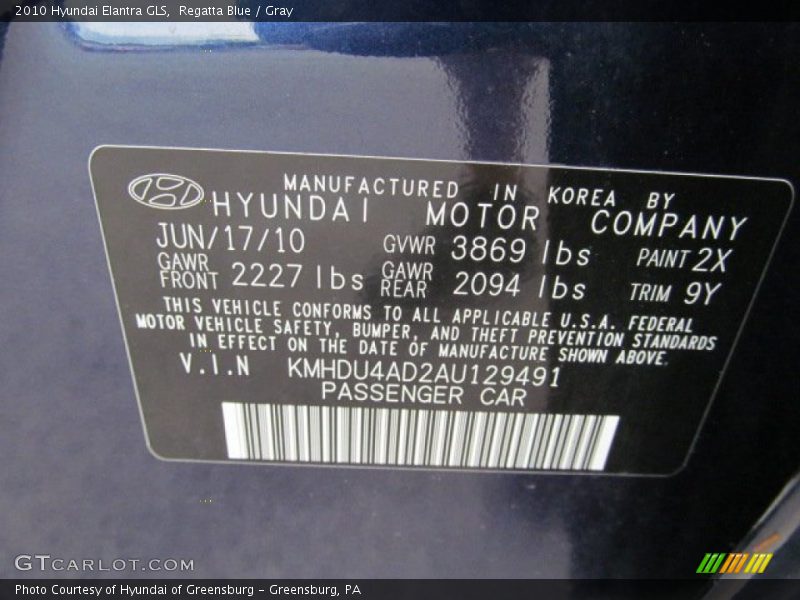 2010 Hyundai Elantra GLS, Regatta Blue / Gray
MANUFACTURED IN KOREA BY
HYUNDAI MOTOR COMPANY
JUN/17/10 GVWR 3869 lbs PAINT 2X
GAWR FRONT 2227 lbs GAWR REAR 2094 lbs TRIM 9Y
THIS VEHICLE CONFORMS TO ALL APPLICABLE U.S.A. FEDERAL
MOTOR VEHICLE SAFETY, BUMPER, AND THEFT PREVENTION STANDARDS
IN EFFECT ON THE DATE OF MANUFACTURE SHOWN ABOVE.
V.I.N KMHDU4AD2AU129491
PASSENGER CAR
GTCARLOT.COM
Photo Courtesy of Hyundai of Greensburg - Greensburg, PA